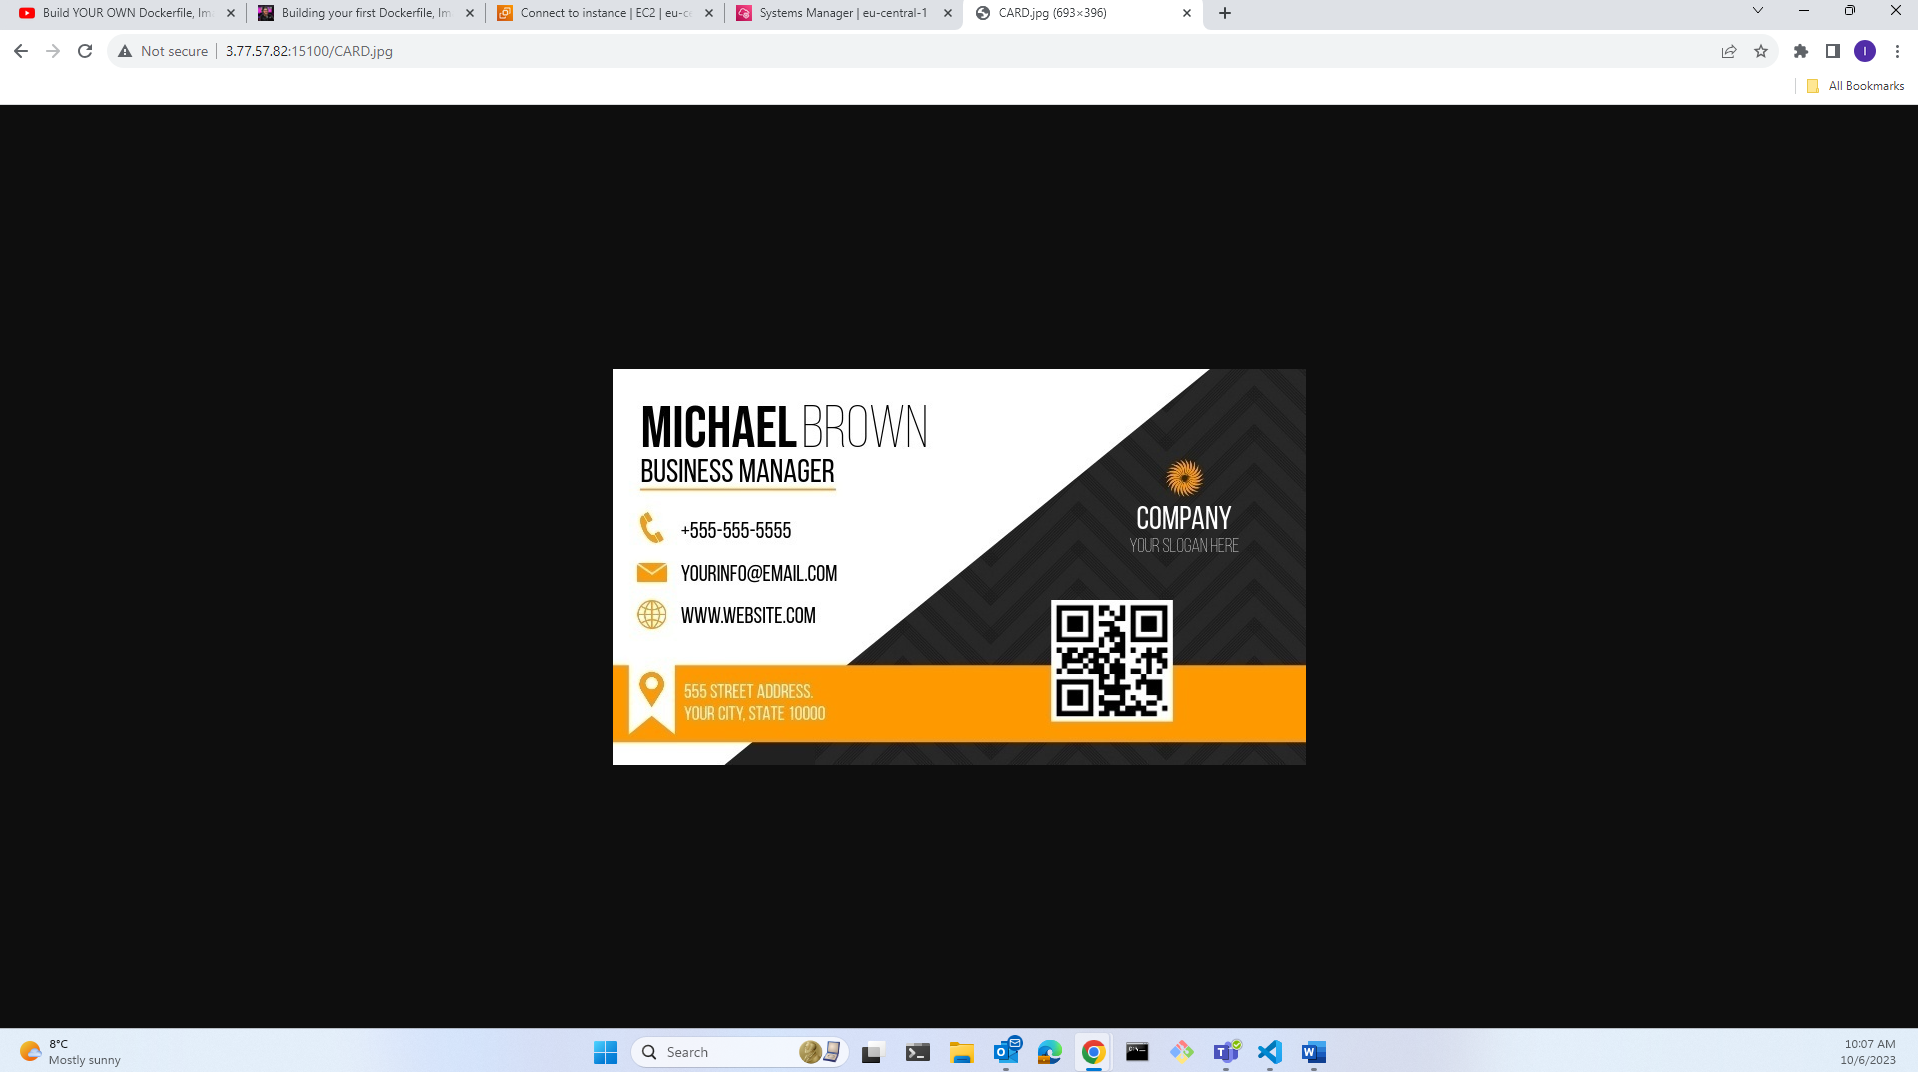 Build YOUR OWN Dockerfile, Im
Building your first Dockerfile, Im
Connect to instance | EC2 | eu-ce
Systems Manager | eu-central-1
CARD.jpg (693×396)
Not secure
3.77.57.82:15100/CARD.jpg
I
All Bookmarks
MICHAEL BROWN
BUSINESS MANAGER
+555-555-5555
YOURINFO@EMAIL.COM
WWW.WEBSITE.COM
COMPANY
YOUR SLOGAN HERE
555 STREET ADDRESS.
YOUR CITY, STATE 10000
8°C
Mostly sunny
Search
10:07 AM
10/6/2023